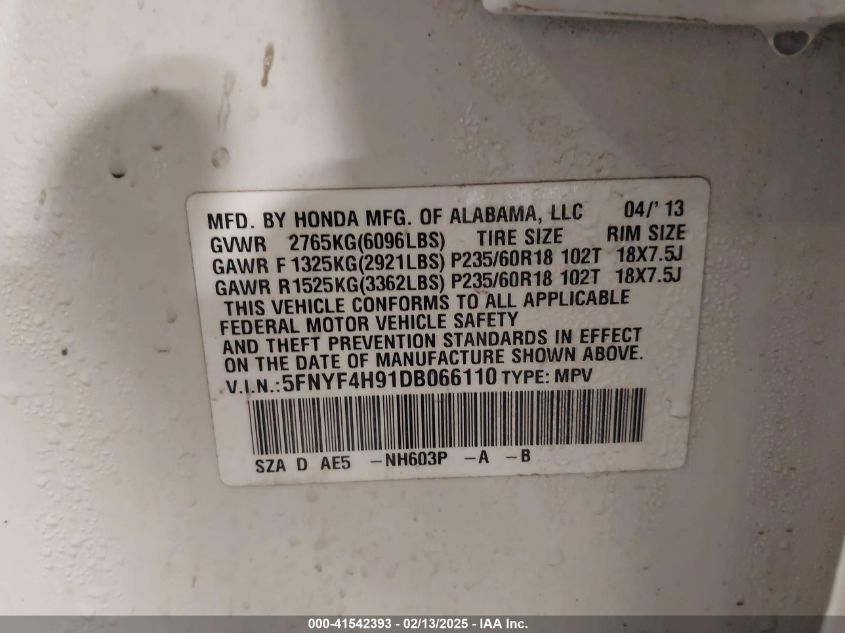 MFD. BY HONDA MFG. OF ALABAMA, LLC 04/'13
GVWR 2765KG(6096LBS) TIRE SIZE RIM SIZE
GAWR F 1325KG(2921LBS) P235/60R18 102T 18X7.5J
GAWR R1525KG(3362LBS) P235/60R18 102T 18X7.5J
THIS VEHICLE CONFORMS TO ALL APPLICABLE
FEDERAL MOTOR VEHICLE SAFETY
AND THEFT PREVENTION STANDARDS IN EFFECT
ON THE DATE OF MANUFACTURE SHOWN ABOVE.
V.I.N.:5FNYF4H91DB066110 TYPE: MPV
SZA D AE5 -NH603P -A -B
000-41542393 - 02/13/2025 - IAA Inc.